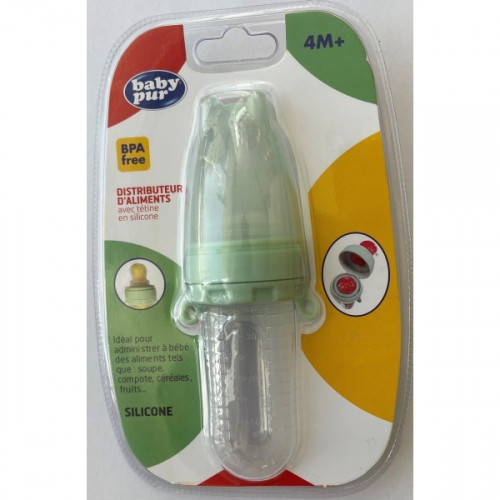 baby
pur
4M+
BPA
free
DISTRIBUTEUR
D'ALIMENTS
avec tétine
en silicone
Idéal pour
administrer à bébé
des aliments tels
que : soupe,
compote, céréales,
fruits...
SILICONE